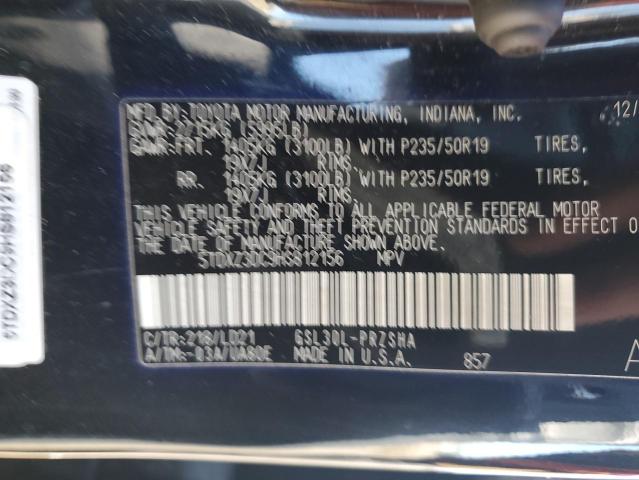 MFD.BY:TOYOTA MOTOR MANUFACTURING, INDIANA, INC. 12/
GVWR:2715KG (5985LB)
GAWR:FRT. 1405KG (3100LB) WITH P235/50R19 TIRES,
19X7J RIMS.
RR. 1405KG (3100LB) WITH P235/50R19 TIRES,
19X7J RIMS.
THIS VEHICLE CONFORMS TO ALL APPLICABLE FEDERAL MOTOR
VEHICLE SAFETY AND THEFT PREVENTION STANDARDS IN EFFECT O
THE DATE OF MANUFACTURE SHOWN ABOVE.
5TDXZ3DC9HS812156 MPV
C/TR:218/LD21 GSL30L-PRZSHA
A/TM:-03A/UA80E MADE IN U.S.A. 857
A